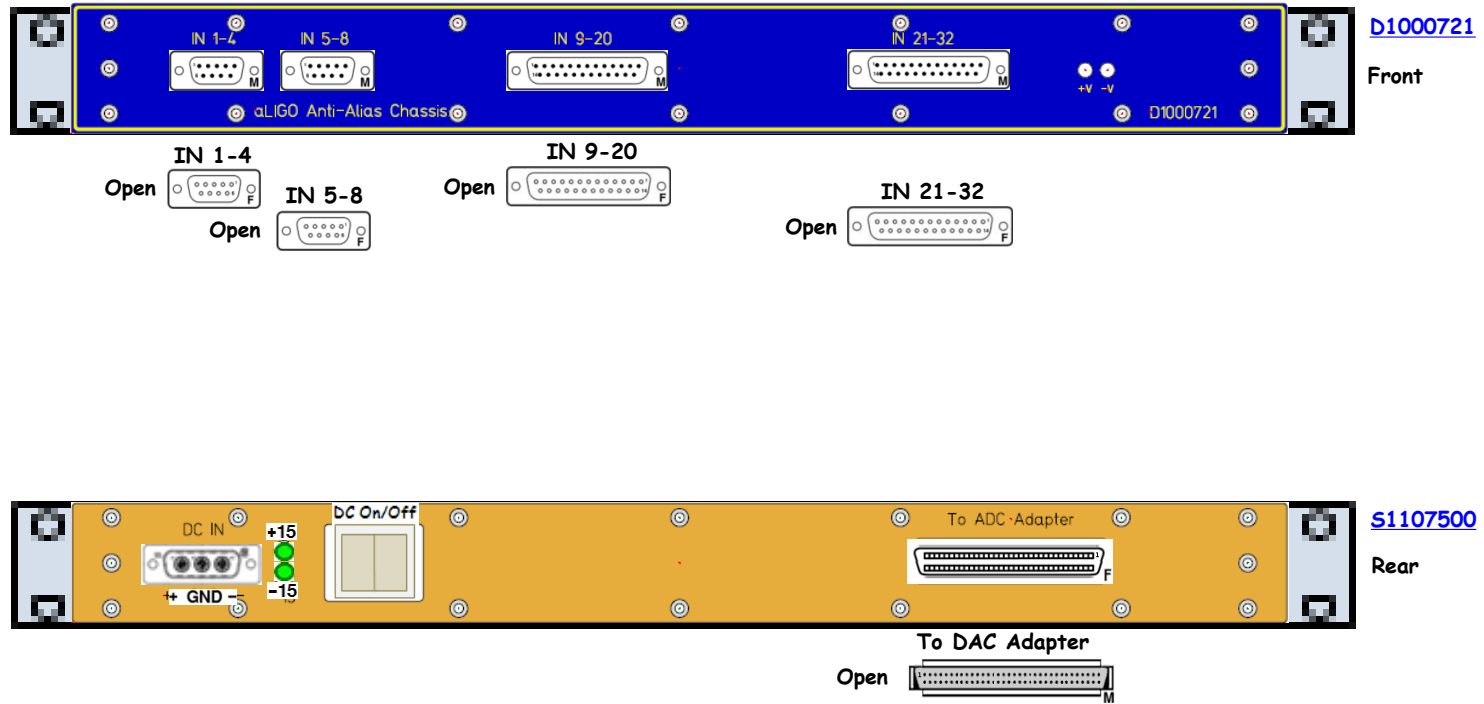 IN 1-4
IN 5-8
IN 9-20
IN 21-32
D1000721
M
M
M
M
Front
+V -V
aLIGO Anti-Alias Chassis
D1000721
IN 1-4
IN 9-20
Open
F
IN 5-8
Open
F
IN 21-32
Open
F
Open
F
DC On/Off
To ADC Adapter
S1107500
DC IN
+15
1
F
Rear
+ GND -
-15
To DAC Adapter
Open
1
M